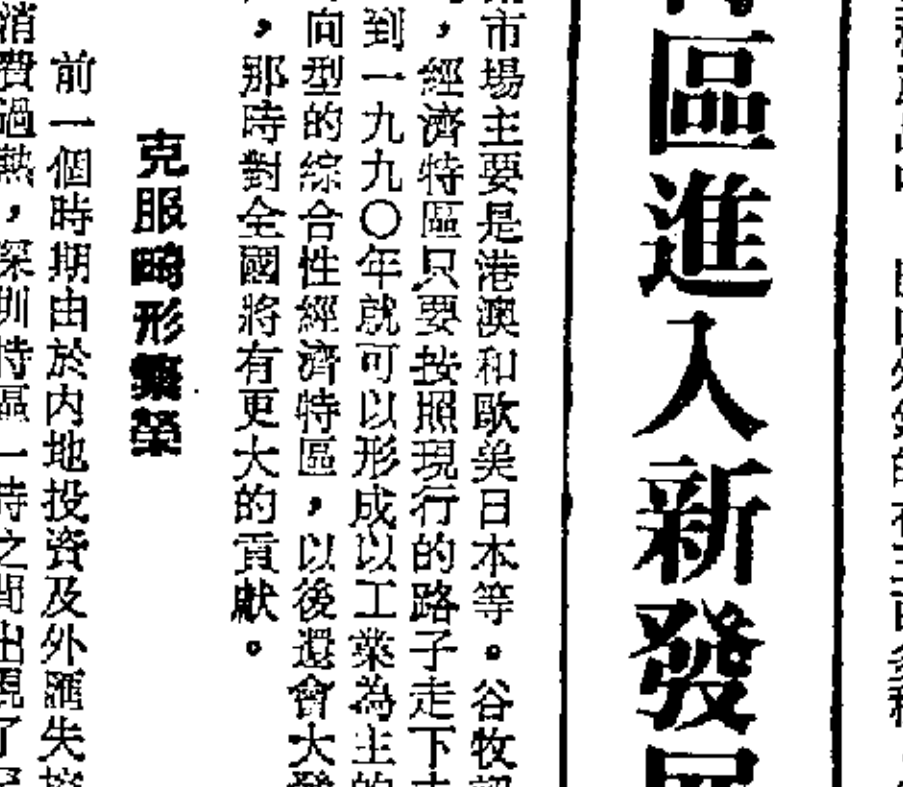 區進入新發展
市場主要是港澳和歐美日本等。谷牧
，經濟特區只要按照現行的路子走下
到一九九〇年就可以形成以工業為主的
向型的綜合性經濟特區，以後還會大發
，那時對全國將有更大的貢献。
克服畸形繁榮
前一個時期由於內地投資及外匯失控
消費過熱，深圳特區一時之間出現了